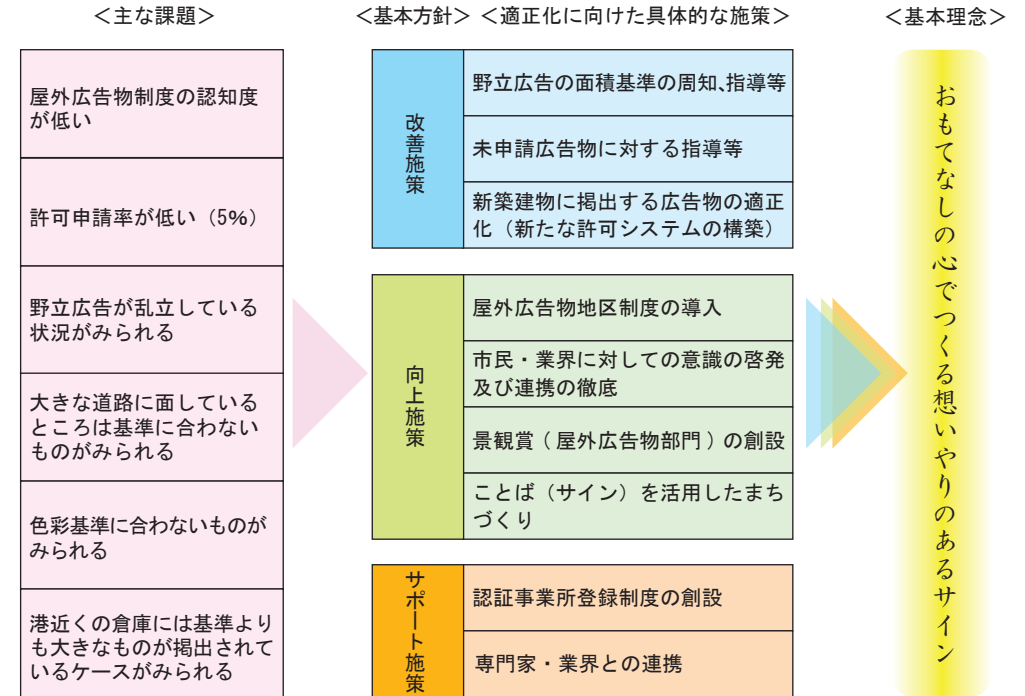 ＜主な課題＞
＜基本方針＞
＜適正化に向けた具体的な施策＞
＜基本理念＞
屋外広告物制度の認知度
が低い
許可申請率が低い（5%）
野立広告が乱立している
状況がみられる
大きな道路に面している
ところは基準に合わない
ものがみられる
色彩基準に合わないものが
みられる
港近くの倉庫には基準より
も大きなものが掲出されて
いるケースがみられる
改善施策
野立広告の面積基準の周知、指導等
未申請広告物に対する指導等
新築建物に掲出する広告物の適正
化（新たな許可システムの構築）
向上施策
屋外広告物地区制度の導入
市民・業界に対しての意識の啓発
及び連携の徹底
景観賞（屋外広告物部門）の創設
ことば（サイン）を活用したまち
づくり
サポート施策
認証事業所登録制度の創設
専門家・業界との連携
おもてなしの心でつくる想いやりのあるサイン